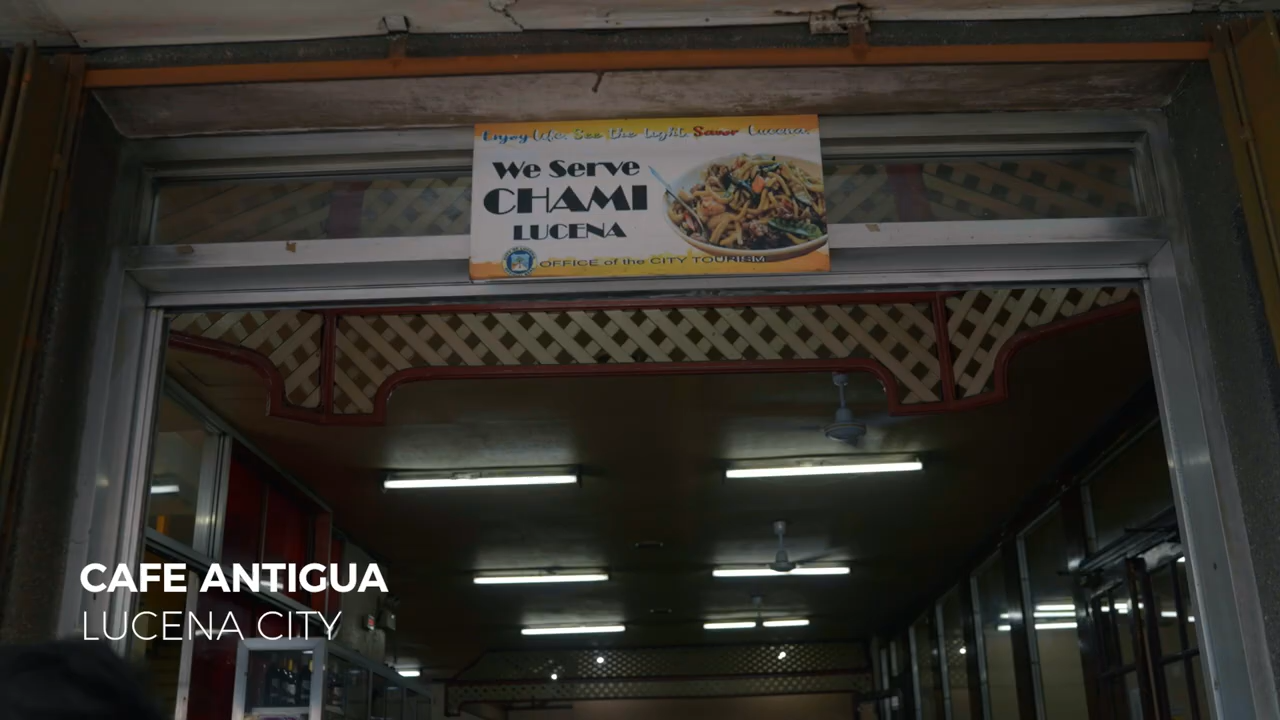 Enjoy Life. See the Light. Savor Lucena.
We Serve
CHAMI
LUCENA
OFFICE of the CITY TOURISM
CAFE ANTIGUA
LUCENA CITY